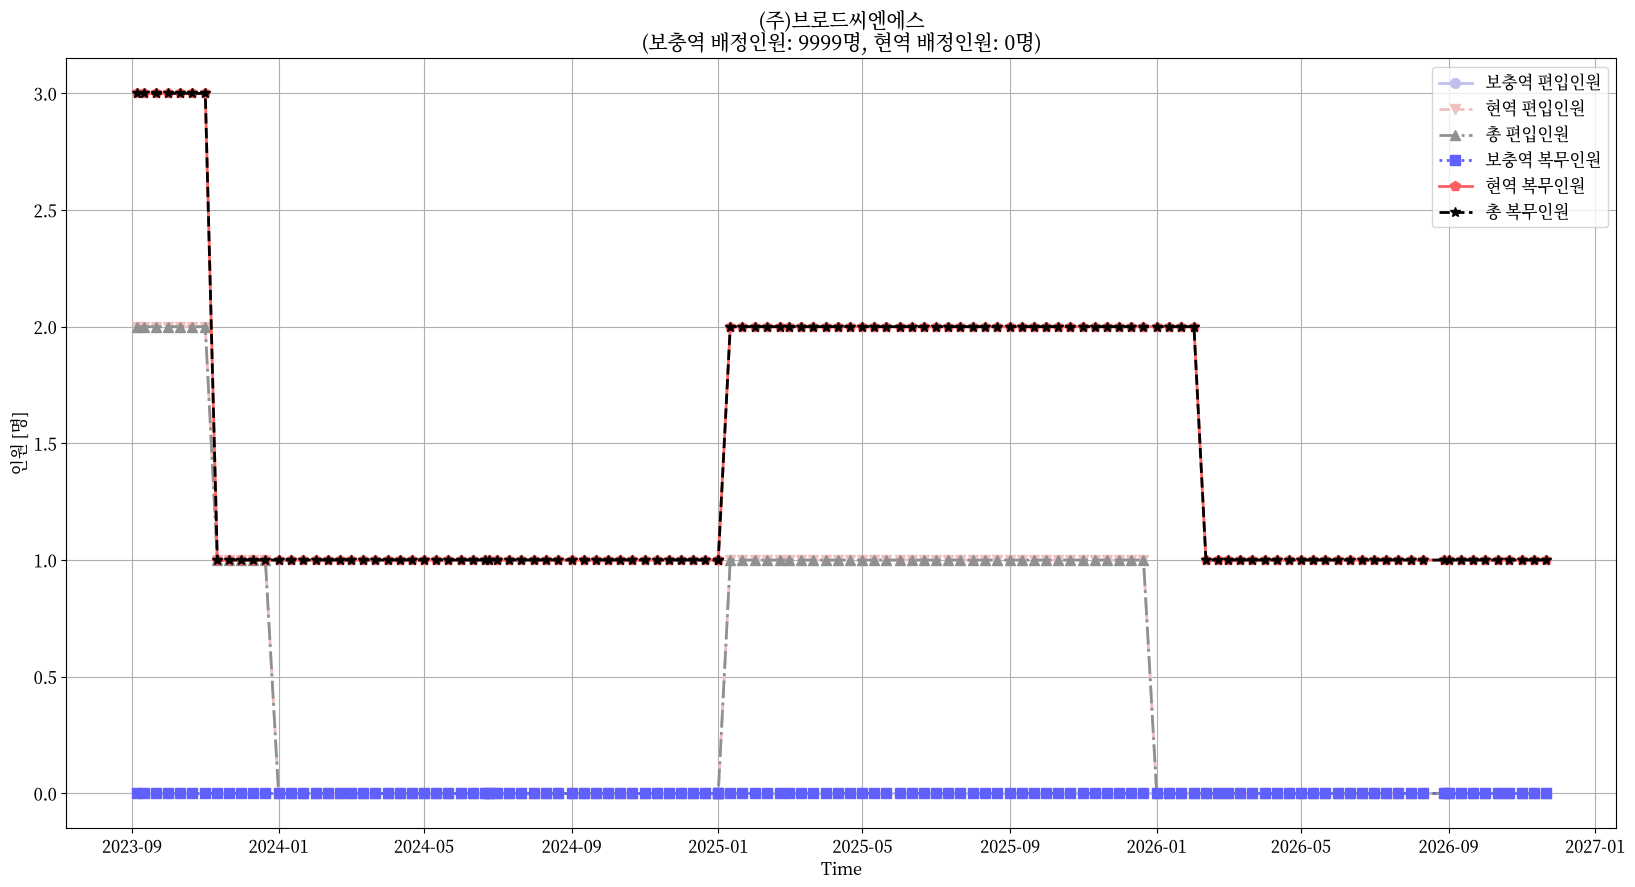 (주)브로드씨엔에스
(보충역 배정인원: 9999명, 현역 배정인원: 0명)
보충역 편입인원
현역 편입인원
총 편입인원
보충역 복무인원
현역 복무인원
총 복무인원
인원 [명]
3.0
2.5
2.0
1.5
1.0
0.5
0.0
2023-09 2024-01 2024-05 2024-09 2025-01 2025-05 2025-09 2026-01 2026-05 2026-09 2027-01
Time